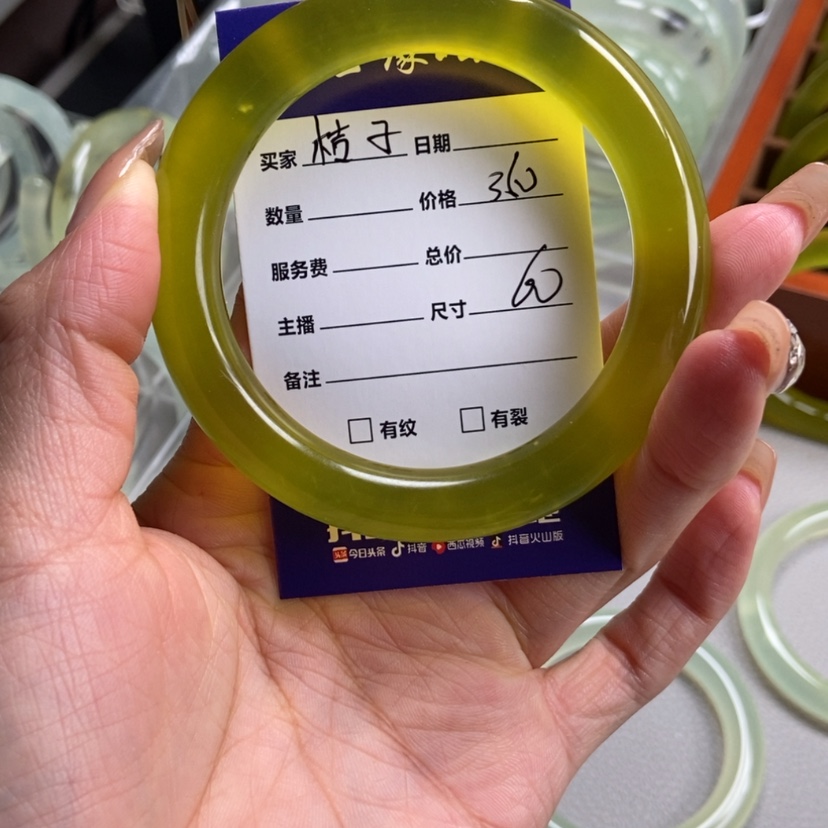 买家 桔子 日期
数量 价格 360
服务费 总价
主播 尺寸 60
备注
有纹 有裂
头条 今日头条 抖音 西瓜视频 抖音火山版